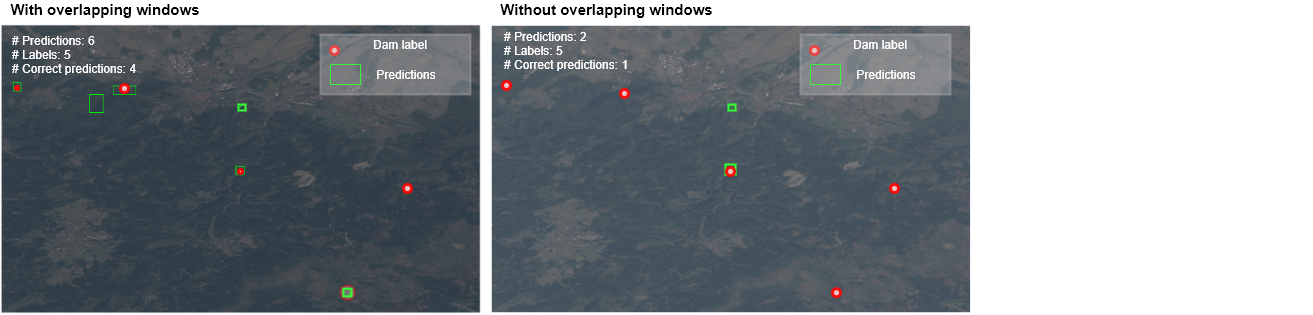 With overlapping windows
# Predictions: 6
# Labels: 5
# Correct predictions: 4
Dam label
Predictions
Without overlapping windows
# Predictions: 2
# Labels: 5
# Correct predictions: 1
Dam label
Predictions